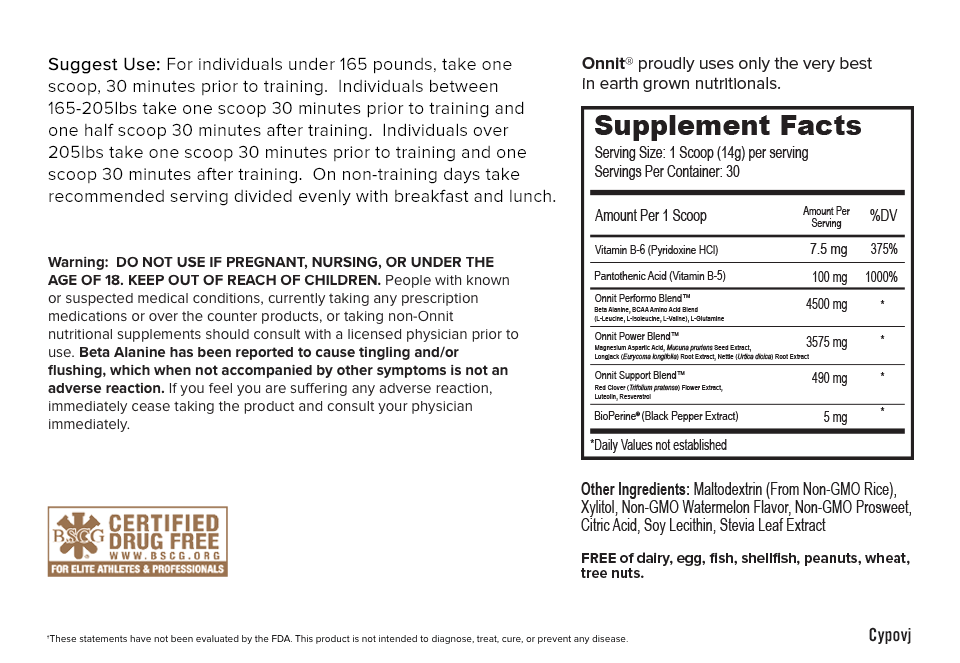 Suggest Use: For individuals under 165 pounds, take one
scoop, 30 minutes prior to training.  Individuals between
165-205lbs take one scoop 30 minutes prior to training and
one half scoop 30 minutes after training.  Individuals over
205lbs take one scoop 30 minutes prior to training and one
scoop 30 minutes after training.  On non-training days take
recommended serving divided evenly with breakfast and lunch.
Warning:  DO NOT USE IF PREGNANT, NURSING, OR UNDER THE
AGE OF 18. KEEP OUT OF REACH OF CHILDREN. People with known
or suspected medical conditions, currently taking any prescription
medications or over the counter products, or taking non-Onnit
nutritional supplements should consult with a licensed physician prior to
use. Beta Alanine has been reported to cause tingling and/or
flushing, which when not accompanied by other symptoms is not an
adverse reaction. If you feel you are suffering any adverse reaction,
immediately cease taking the product and consult your physician
immediately.
BSCG®
CERTIFIED
DRUG FREE
WWW.BSCG.ORG
FOR ELITE ATHLETES & PROFESSIONALS
Onnit® proudly uses only the very best
in earth grown nutritionals.
Supplement Facts
Serving Size: 1 Scoop (14g) per serving
Servings Per Container: 30
Amount Per 1 Scoop Amount Per Serving %DV
Vitamin B-6 (Pyridoxine HCl) 7.5 mg 375%
Pantothenic Acid (Vitamin B-5) 100 mg 1000%
Onnit Performo Blend™ 4500 mg *
Beta Alanine, BCAA Amino Acid Blend
(L-Leucine, L-Isoleucine, L-Valine), L-Glutamine
Onnit Power Blend™ 3575 mg *
Magnesium Aspartic Acid, Mucuna prutens Seed Extract,
Longjack (Eurycoma longifolia) Root Extract, Nettle (Urtica dioica) Root Extract
Onnit Support Blend™ 490 mg *
Red Clover (Trifolium pratense) Flower Extract,
Luteolin, Resveratrol
BioPerine® (Black Pepper Extract) 5 mg *
*Daily Values not established
Other Ingredients: Maltodextrin (From Non-GMO Rice),
Xylitol, Non-GMO Watermelon Flavor, Non-GMO Prosweet,
Citric Acid, Soy Lecithin, Stevia Leaf Extract
FREE of dairy, egg, fish, shellfish, peanuts, wheat,
tree nuts.
*These statements have not been evaluated by the FDA. This product is not intended to diagnose, treat, cure, or prevent any disease.
Cypovj